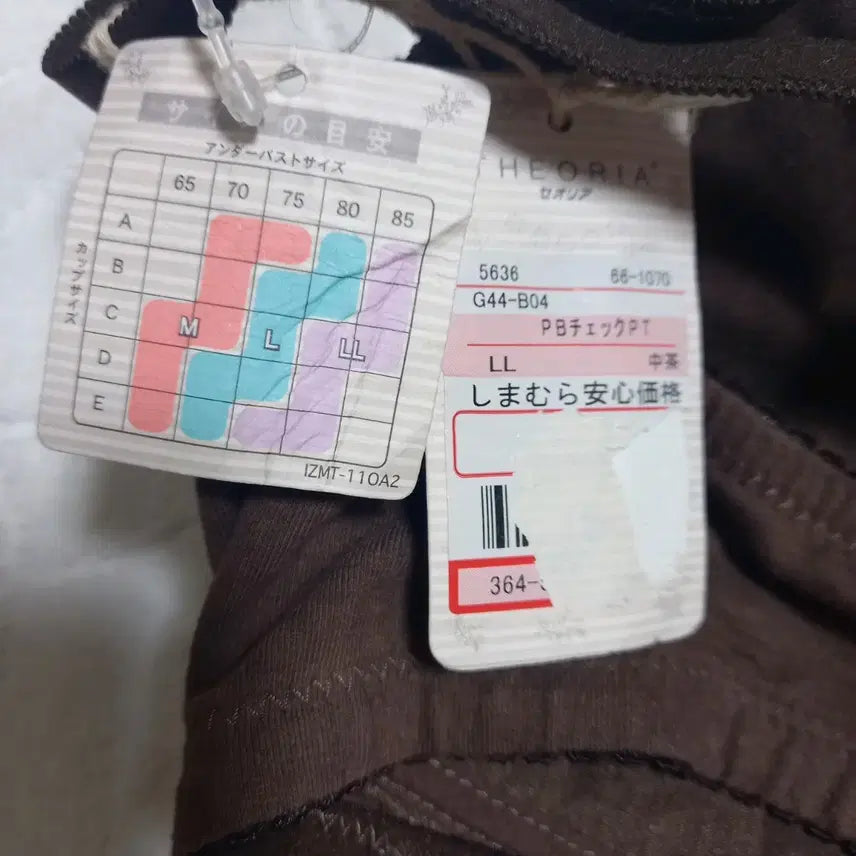 サ の目安
アンダーバストサイズ
65 70 75 80 85
カップサイズ
A
B
C
D
E
M L LL
IZMT-110A2
THEORIA
セオリア
5636 66-1070
G44-B04
PBチェックPT
LL 中茶
しまむら安心価格
364-